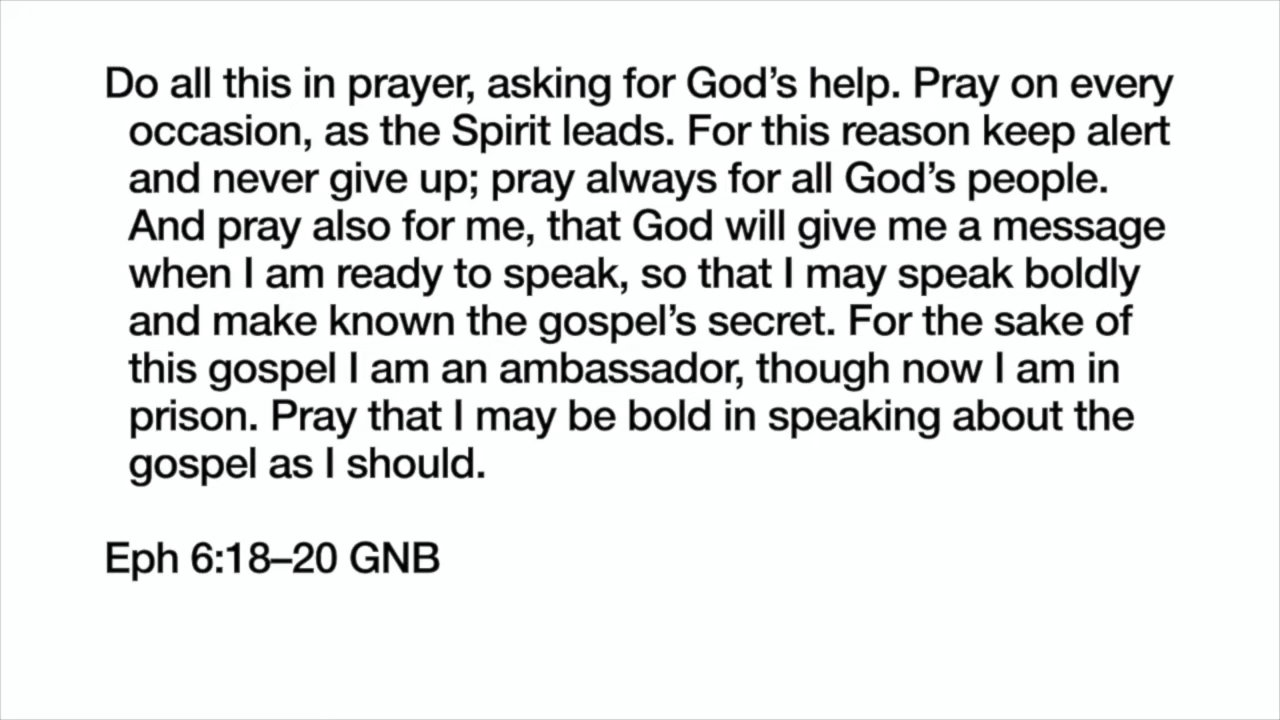 Do all this in prayer, asking for God’s help. Pray on every
occasion, as the Spirit leads. For this reason keep alert
and never give up; pray always for all God’s people.
And pray also for me, that God will give me a message
when I am ready to speak, so that I may speak boldly
and make known the gospel’s secret. For the sake of
this gospel I am an ambassador, though now I am in
prison. Pray that I may be bold in speaking about the
gospel as I should.
Eph 6:18–20 GNB